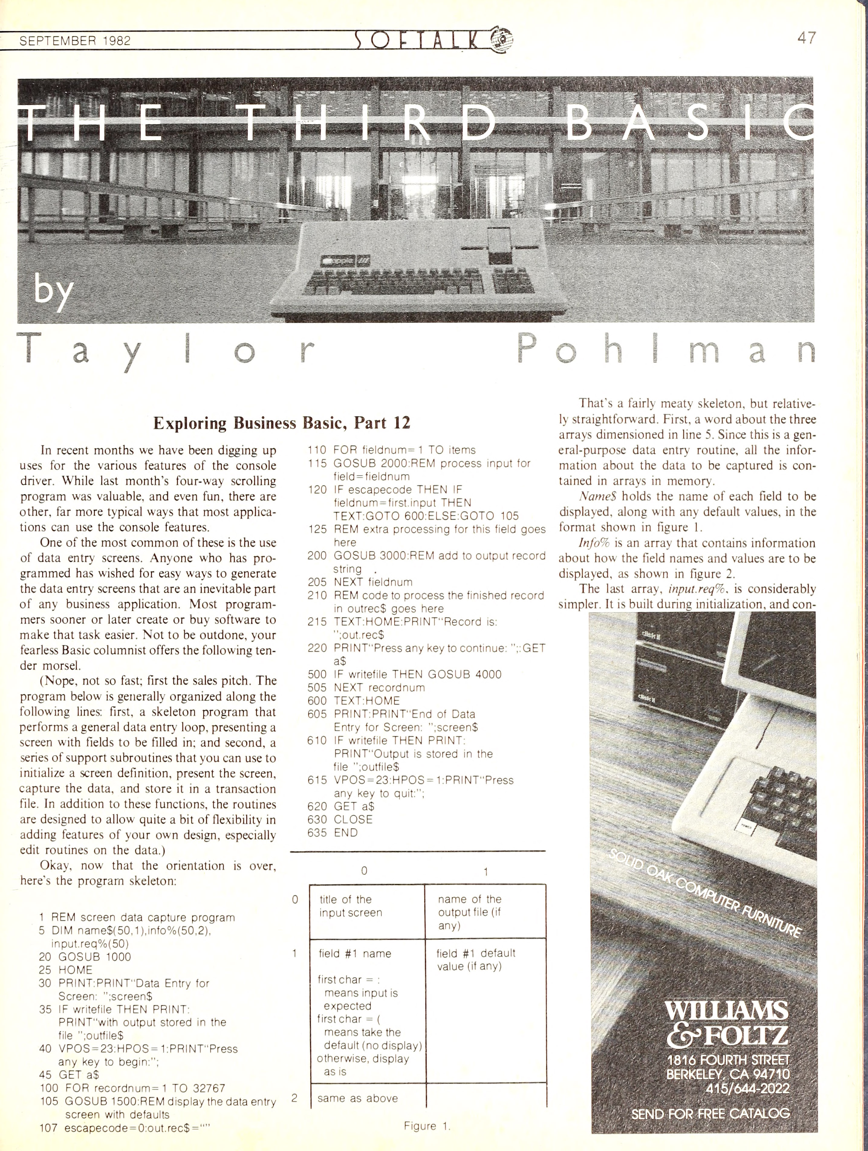 SEPTEMBER 1982
SOFTALK
47
THE THIRD BASIC
apple ///
by
Taylor Pohlman
Exploring Business Basic, Part 12
In recent months we have been digging up
uses for the various features of the console
driver. While last month's four-way scrolling
program was valuable, and even fun, there are
other, far more typical ways that most applica-
tions can use the console features.
One of the most common of these is the use
of data entry screens. Anyone who has pro-
grammed has wished for easy ways to generate
the data entry screens that are an inevitable part
of any business application. Most program-
mers sooner or later create or buy software to
make that task easier. Not to be outdone, your
fearless Basic columnist offers the following ten-
der morsel.
(Nope, not so fast; first the sales pitch. The
program below is generally organized along the
following lines: first, a skeleton program that
performs a general data entry loop, presenting a
screen with fields to be filled in; and second, a
series of support subroutines that you can use to
initialize a screen definition, present the screen,
capture the data, and store it in a transaction
file. In addition to these functions, the routines
are designed to allow quite a bit of flexibility in
adding features of your own design, especially
edit routines on the data.)
Okay, now that the orientation is over,
here's the program skeleton:
1 REM screen data capture program
5 DIM name$(50,1),info%(50,2),
input.req%(50)
20 GOSUB 1000
25 HOME
30 PRINT:PRINT"Data Entry for
Screen: ";screen$
35 IF writefile THEN PRINT:
PRINT"with output stored in the
file ";outfile$
40 VPOS=23:HPOS=1:PRINT"Press
any key to begin:";
45 GET a$
100 FOR recordnum=1 TO 32767
105 GOSUB 1500:REM display the data entry
screen with defaults
107 escapecode=0:out.rec$=""
110 FOR fieldnum=1 TO items
115 GOSUB 2000:REM process input for
field=fieldnum
120 IF escapecode THEN IF
fieldnum=first.input THEN
TEXT:GOTO 600:ELSE:GOTO 105
125 REM extra processing for this field goes
here
200 GOSUB 3000:REM add to output record
string .
205 NEXT fieldnum
210 REM code to process the finished record
in outrec$ goes here
215 TEXT:HOME:PRINT"Record is:
";out.rec$
220 PRINT"Press any key to continue: ";:GET
a$
500 IF writefile THEN GOSUB 4000
505 NEXT recordnum
600 TEXT:HOME
605 PRINT:PRINT"End of Data
Entry for Screen: ";screen$
610 IF writefile THEN PRINT:
PRINT"Output is stored in the
file ";outfile$
615 VPOS=23:HPOS=1:PRINT"Press
any key to quit:";
620 GET a$
630 CLOSE
635 END
0 1
0 title of the name of the
input screen output file (if
any)
1 field #1 name field #1 default
value (if any)
first char = :
means input is
expected
first char = (
means take the
default (no display)
otherwise, display
as is
2 same as above
Figure 1.
That's a fairly meaty skeleton, but relative-
ly straightforward. First, a word about the three
arrays dimensioned in line 5. Since this is a gen-
eral-purpose data entry routine, all the infor-
mation about the data to be captured is con-
tained in arrays in memory.
Name$ holds the name of each field to be
displayed, along with any default values, in the
format shown in figure 1.
Info% is an array that contains information
about how the field names and values are to be
displayed, as shown in figure 2.
The last array, input.req%, is considerably
simpler. It is built during initialization, and con-
disk II
disk II
SOLID OAK COMPUTER FURNITURE
WILLIAMS
& FOLTZ
1816 FOURTH STREET
BERKELEY, CA 94710
415/644-2022
SEND FOR FREE CATALOG